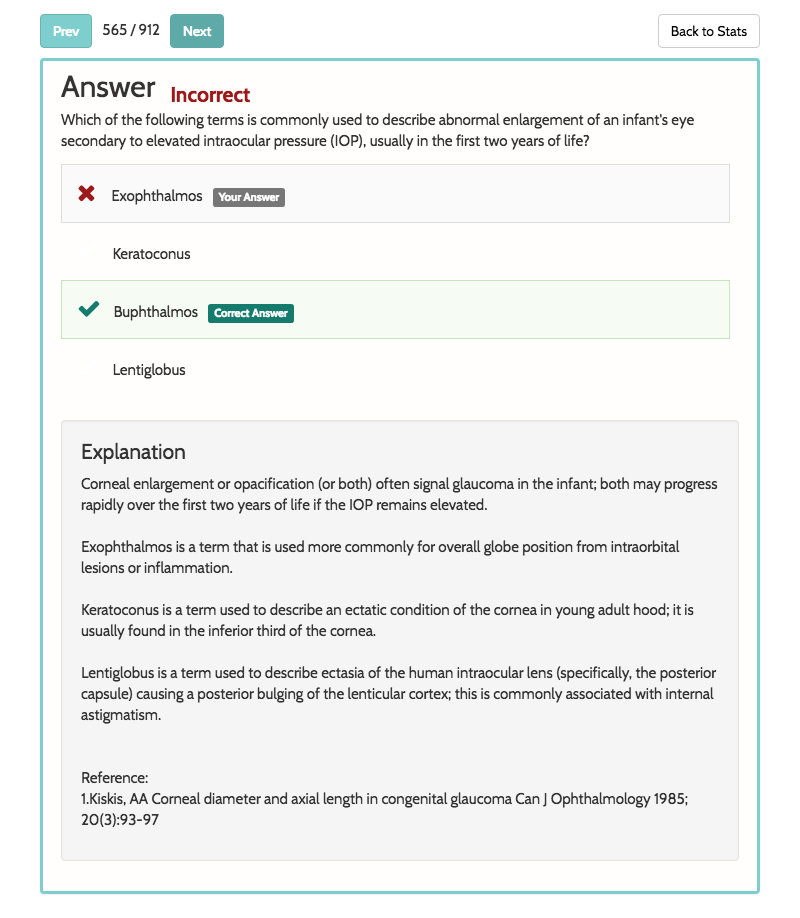 Prev 565 / 912 Next Back to Stats
Answer Incorrect
Which of the following terms is commonly used to describe abnormal enlargement of an infant's eye
secondary to elevated intraocular pressure (IOP), usually in the first two years of life?
Exophthalmos Your Answer
Keratoconus
Buphthalmos Correct Answer
Lentiglobus
Explanation
Corneal enlargement or opacification (or both) often signal glaucoma in the infant; both may progress
rapidly over the first two years of life if the IOP remains elevated.
Exophthalmos is a term that is used more commonly for overall globe position from intraorbital
lesions or inflammation.
Keratoconus is a term used to describe an ectatic condition of the cornea in young adult hood; it is
usually found in the inferior third of the cornea.
Lentiglobus is a term used to describe ectasia of the human intraocular lens (specifically, the posterior
capsule) causing a posterior bulging of the lenticular cortex; this is commonly associated with internal
astigmatism.
Reference:
1.Kiskis, AA Corneal diameter and axial length in congenital glaucoma Can J Ophthalmology 1985;
20(3):93-97